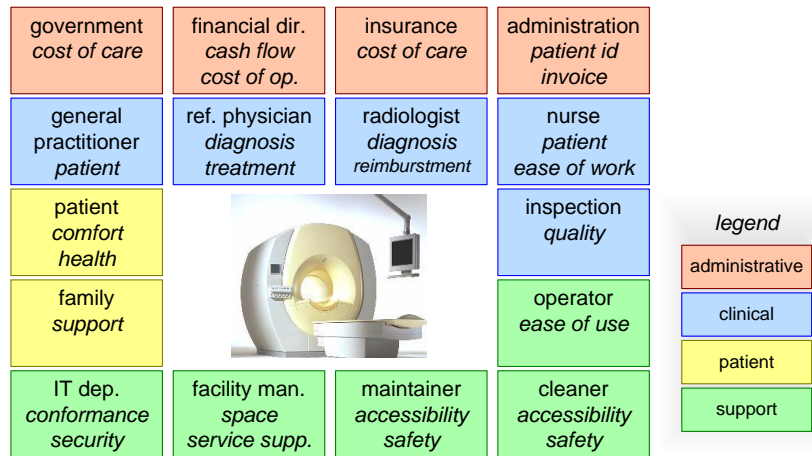 government
cost of care
financial dir.
cash flow
cost of op.
insurance
cost of care
administration
patient id
invoice
general
practitioner
patient
ref. physician
diagnosis
treatment
radiologist
diagnosis
reimburstment
nurse
patient
ease of work
patient
comfort
health
inspection
quality
family
support
operator
ease of use
IT dep.
conformance
security
facility man.
space
service supp.
maintainer
accessibility
safety
cleaner
accessibility
safety
legend
administrative
clinical
patient
support